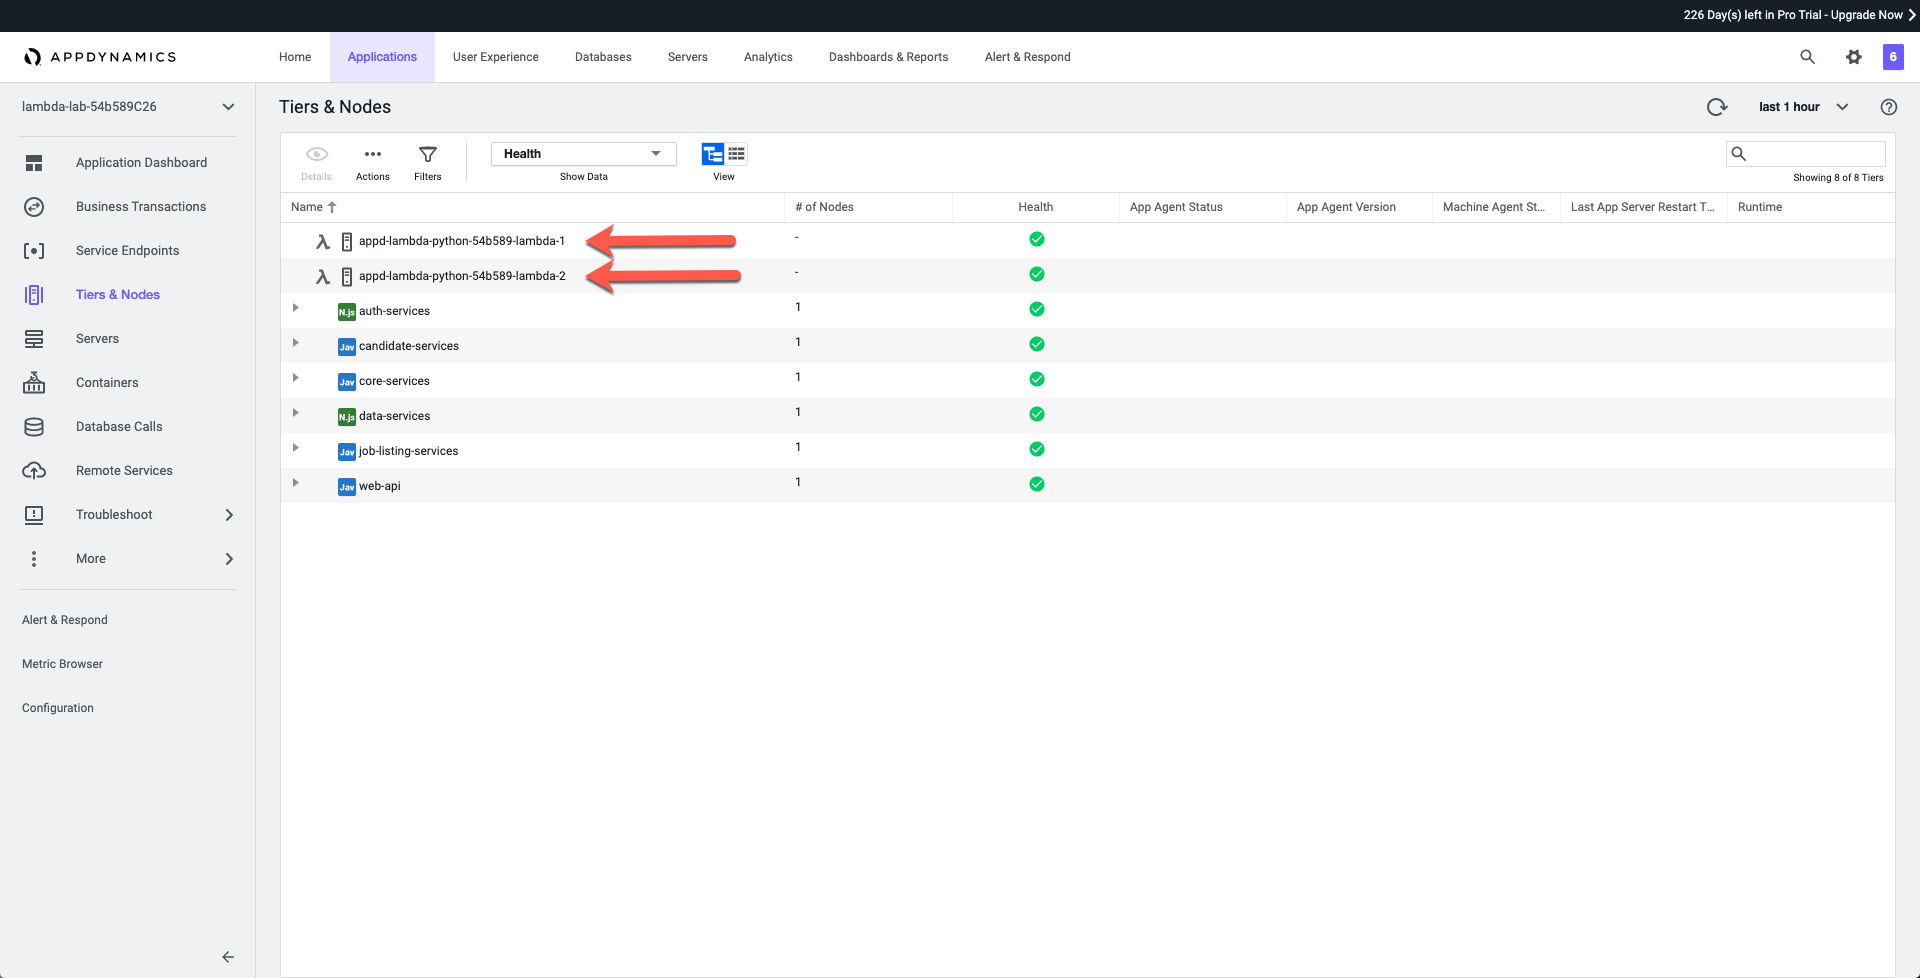 226 Day(s) left in Pro Trial - Upgrade Now
APPDYNAMICS
Home
Applications
User Experience
Databases
Servers
Analytics
Dashboards & Reports
Alert & Respond
6
lambda-lab-54b589C26
Tiers & Nodes
last 1 hour
Application Dashboard
Business Transactions
Service Endpoints
Tiers & Nodes
Servers
Containers
Database Calls
Remote Services
Troubleshoot
More
Alert & Respond
Metric Browser
Configuration
Details
Actions
Filters
Health
Show Data
View
Showing 8 of 8 Tiers
Name
# of Nodes
Health
App Agent Status
App Agent Version
Machine Agent St...
Last App Server Restart T...
Runtime
λ appd-lambda-python-54b589-lambda-1 -
λ appd-lambda-python-54b589-lambda-2 -
N.js auth-services 1
Jav candidate-services 1
Jav core-services 1
N.js data-services 1
Jav job-listing-services 1
Jav web-api 1